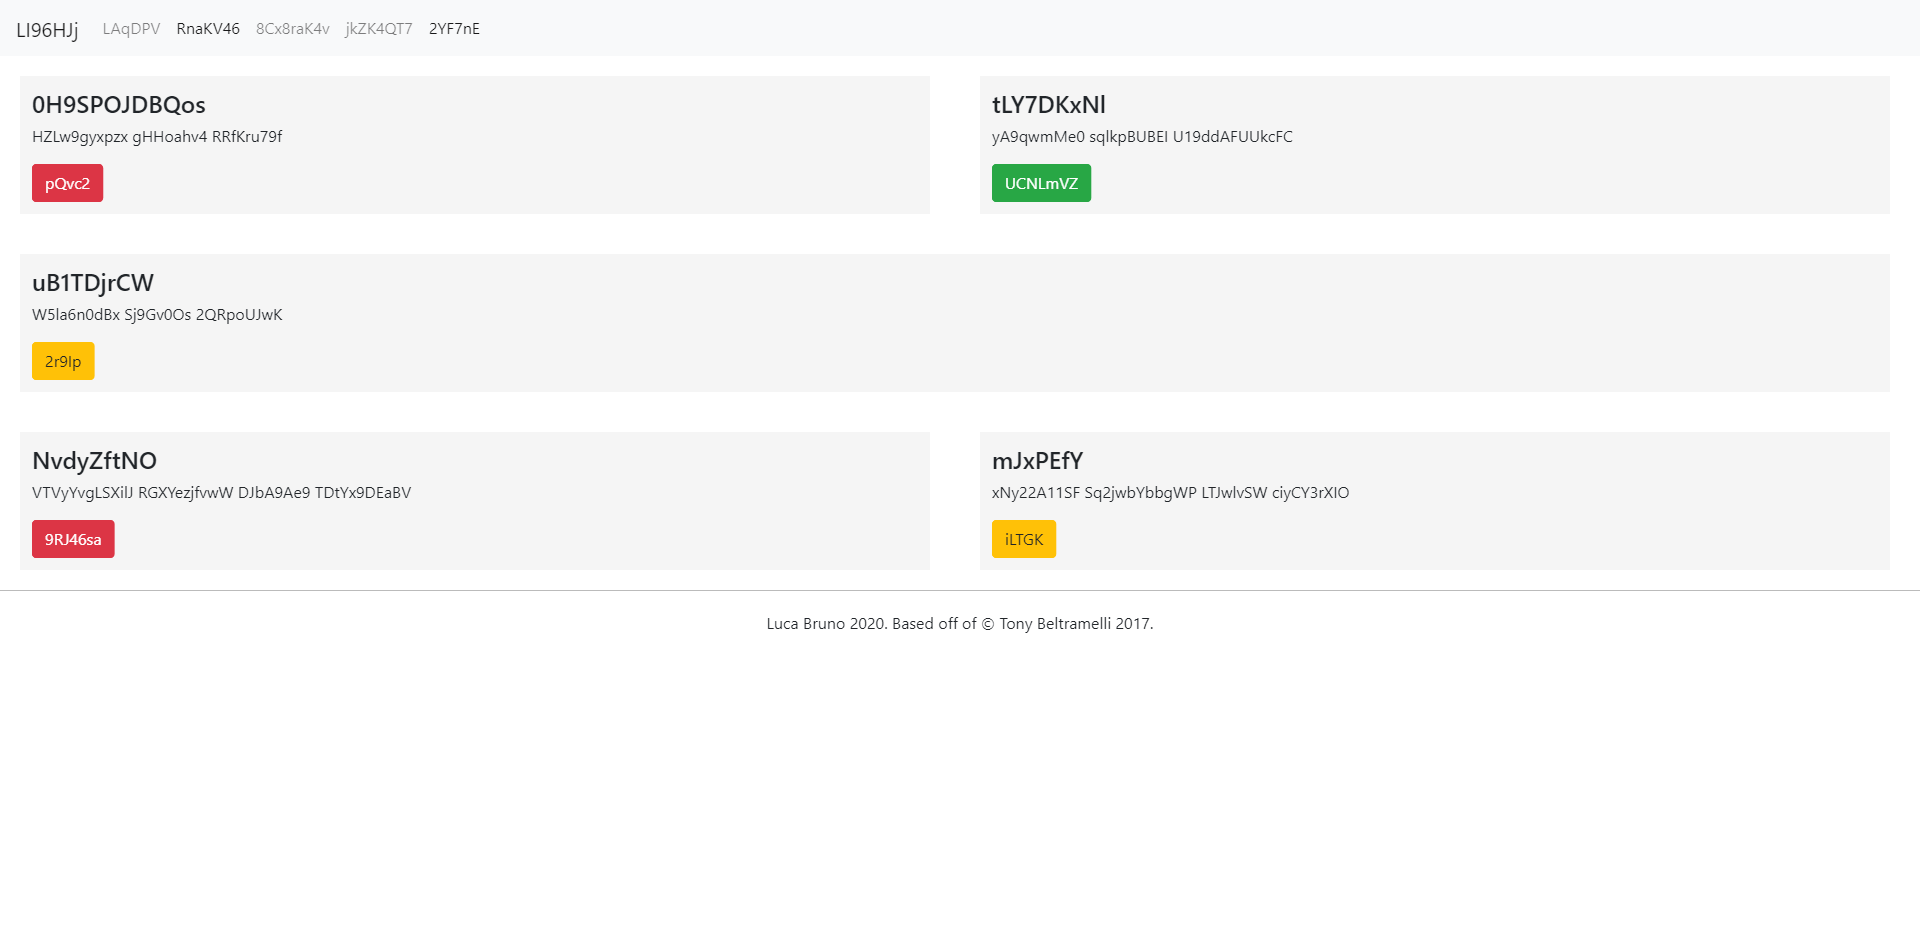 LI96HJj LAqDPV RnaKV46 8Cx8raK4v jkZK4QT7 2YF7nE
0H9SPOJDBQos
HZLw9gyxpzx gHHoahv4 RRfKru79f
pQvc2
tLY7DKxNl
yA9qwmMe0 sqlkpBUBEI U19ddAFUUkcFC
UCNLmVZ
uB1TDjrCW
W5la6n0dBx Sj9Gv0Os 2QRpoUJwK
2r9Ip
NvdyZftNO
VTVyYvgLSXilJ RGXYezjfvwW DJbA9Ae9 TDtYx9DEaBV
9RJ46sa
mJxPEfY
xNy22A11SF Sq2jwbYbbgWP LTJwlvSW ciyCY3rXIO
iLTGK
Luca Bruno 2020. Based off of © Tony Beltramelli 2017.